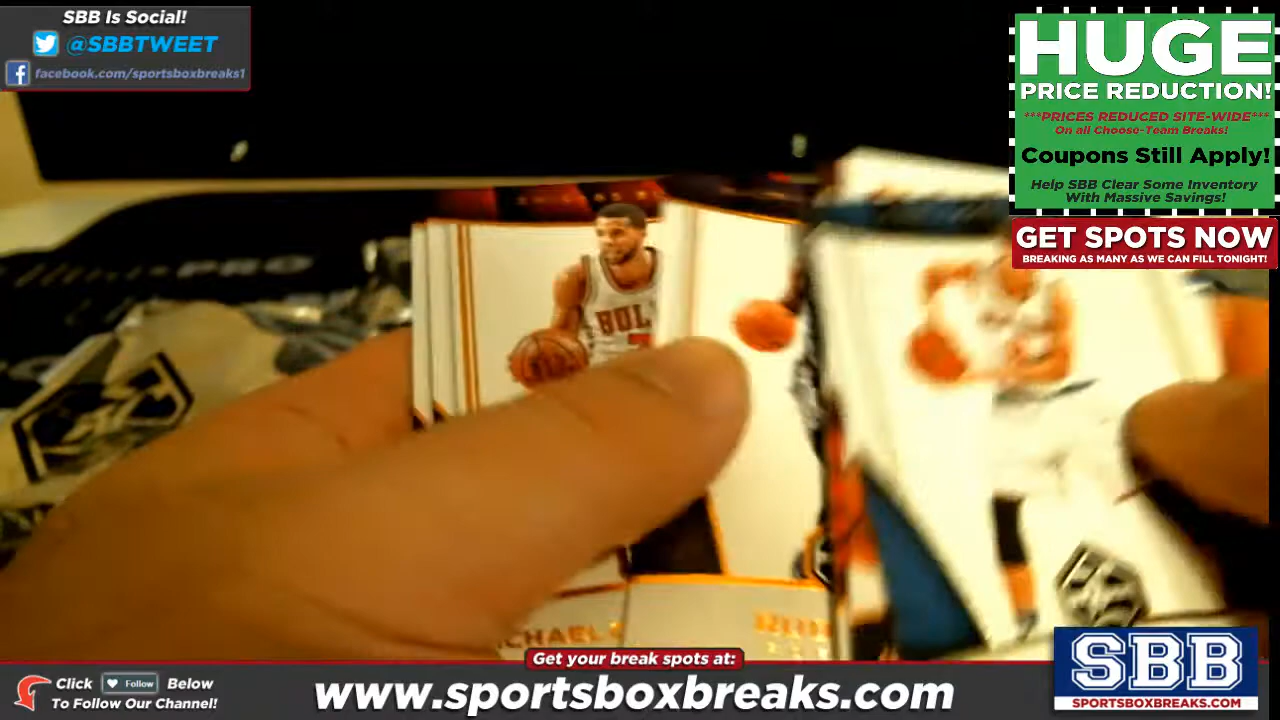 SBB Is Social!
@SBBTWEET
facebook.com/sportsboxbreaks1
HUGE
PRICE REDUCTION!
***PRICES REDUCED SITE-WIDE***
On all Choose-Team Breaks!
Coupons Still Apply!
Help SBB Clear Some Inventory
With Massive Savings!
GET SPOTS NOW
BREAKING AS MANY AS WE CAN FILL TONIGHT!
PRO
BUL
CHAEL
Get your break spots at:
Click Follow Below
To Follow Our Channel!
www.sportsboxbreaks.com
SBB
SPORTSBOXBREAKS.COM